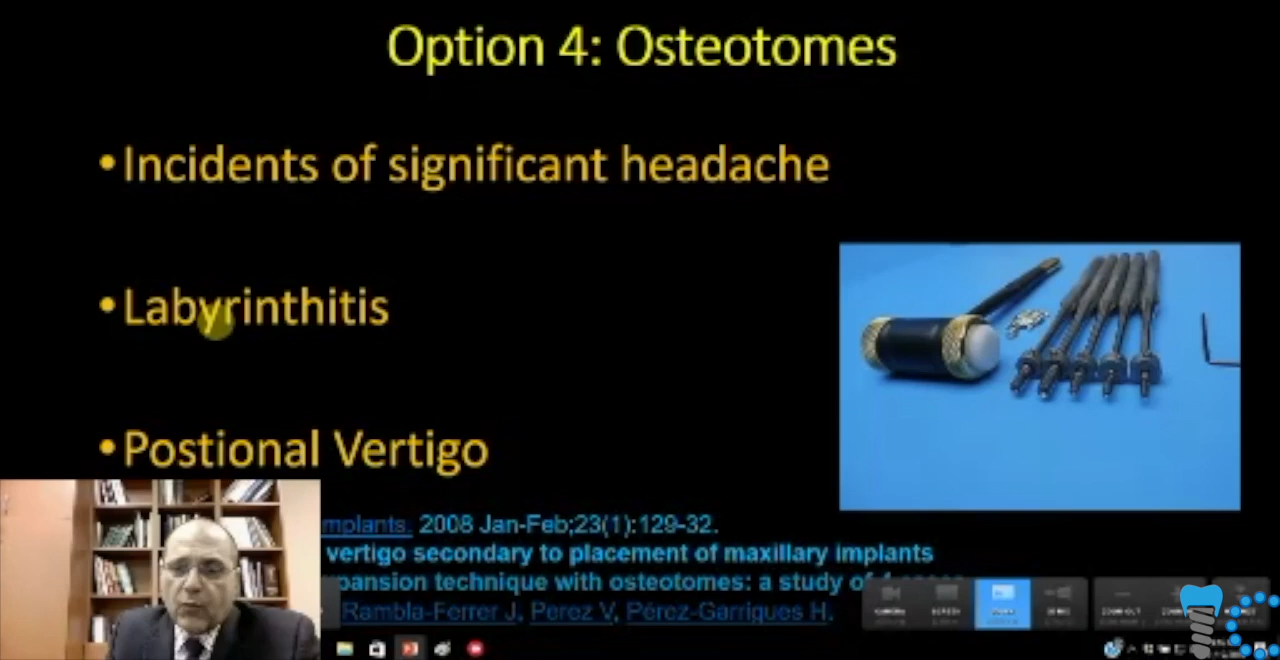 Option 4: Osteotomes
•Incidents of significant headache
•Labyrinthitis
•Postional Vertigo
mplants. 2008 Jan-Feb;23(1):129-32.
vertigo secondary to placement of maxillary implants
pansion technique with osteotomes: a study of
Rambla-Ferrer J, Perez V, Pérez-Garrigues H.